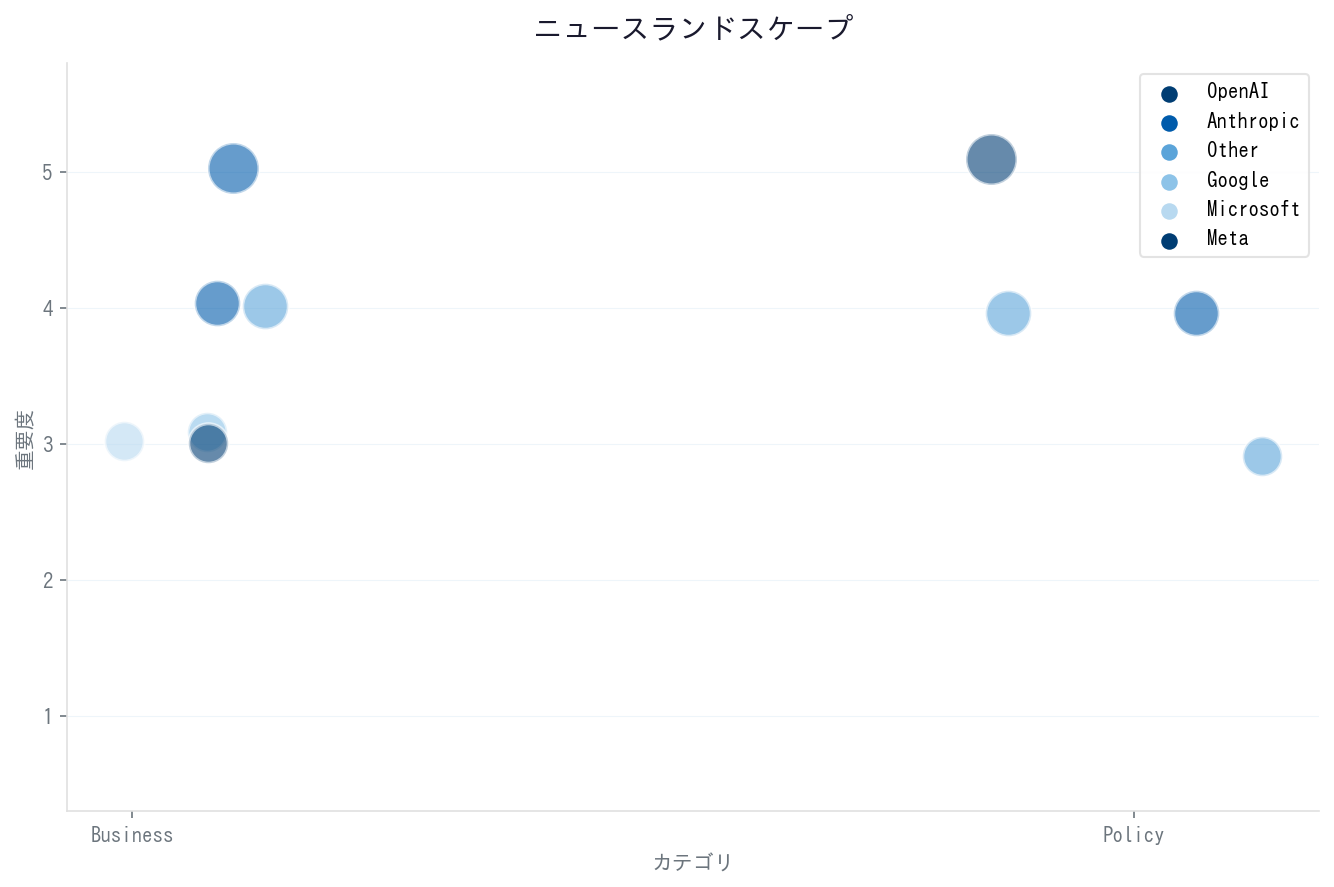 ニュースランドスケープ
OpenAI
Anthropic
Other
Google
Microsoft
Meta
5
4
3
2
1
重要度
Business
Policy
カテゴリ